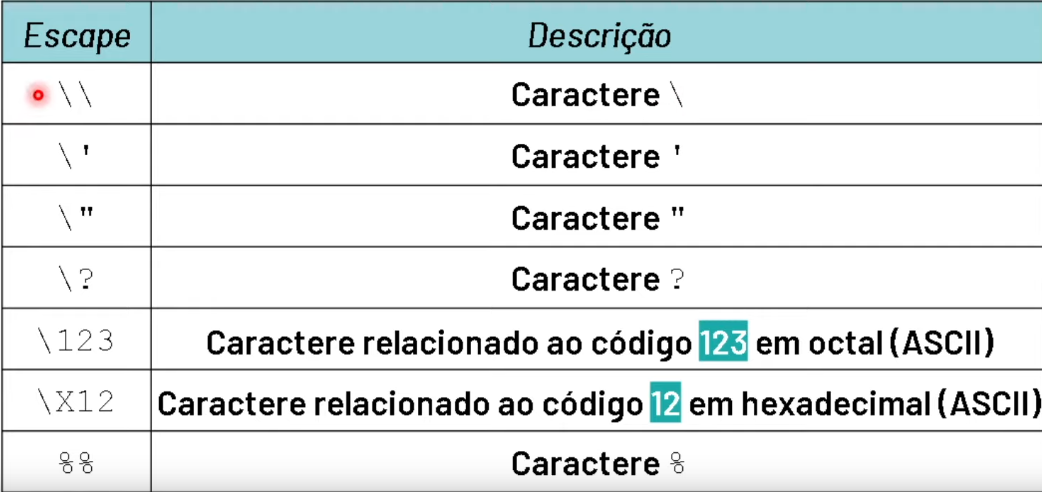 Escape Descrição
\\ Caractere \
\' Caractere '
\" Caractere "
\? Caractere ?
\123 Caractere relacionado ao código 123 em octal (ASCII)
\X12 Caractere relacionado ao código 12 em hexadecimal (ASCII)
%% Caractere %